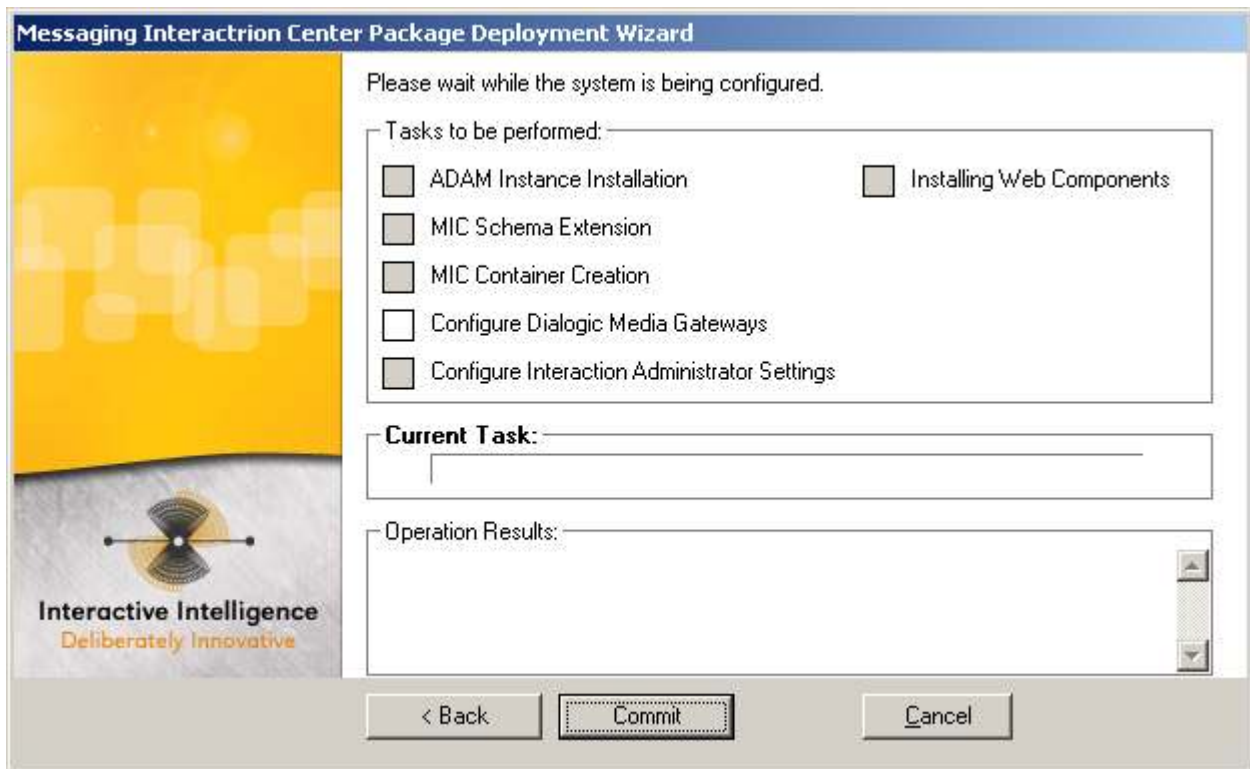 Messaging Interactrion Center Package Deployment Wizard
Please wait while the system is being configured.
Tasks to be performed:
ADAM Instance Installation
Installing Web Components
MIC Schema Extension
MIC Container Creation
Configure Dialogic Media Gateways
Configure Interaction Administrator Settings
Current Task:
Operation Results:
Interactive Intelligence
Deliberately Innovative
< Back
Commit
Cancel